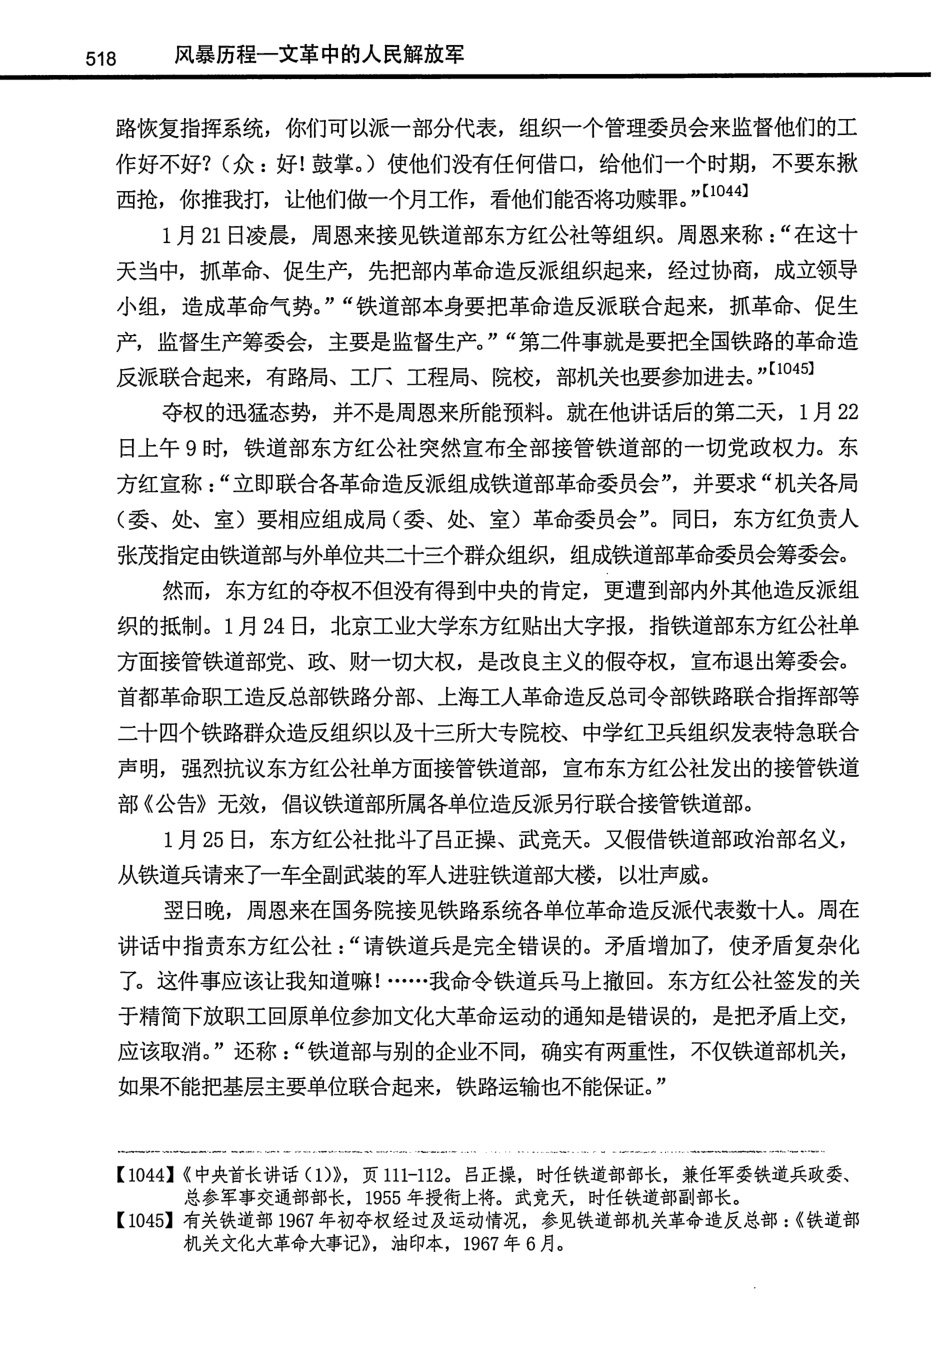 518 风暴历程—文革中的人民解放军
路恢复指挥系统，你们可以派一部分代表，组织一个管理委员会来监督他们的工
作好不好？（众：好！鼓掌。）使他们没有任何借口，给他们一个时期，不要东揪
西抢，你推我打，让他们做一个月工作，看他们能否将功赎罪。”【1044】
1月21日凌晨，周恩来接见铁道部东方红公社等组织。周恩来称：“在这十
天当中，抓革命、促生产，先把部内革命造反派组织起来，经过协商，成立领导
小组，造成革命气势。”“铁道部本身要把革命造反派联合起来，抓革命、促生
产，监督生产筹委会，主要是监督生产。”“第二件事就是要把全国铁路的革命造
反派联合起来，有路局、工厂、工程局、院校，部机关也要参加进去。”【1045】
夺权的迅猛态势，并不是周恩来所能预料。就在他讲话后的第二天，1月22
日上午9时，铁道部东方红公社突然宣布全部接管铁道部的一切党政权力。东
方红宣称：“立即联合各革命造反派组成铁道部革命委员会”，并要求“机关各局
（委、处、室）要相应组成局（委、处、室）革命委员会”。同日，东方红负责人
张茂指定由铁道部与外单位共二十三个群众组织，组成铁道部革命委员会筹委会。
然而，东方红的夺权不但没有得到中央的肯定，更遭到部内外其他造反派组
织的抵制。1月24日，北京工业大学东方红贴出大字报，指铁道部东方红公社单
方面接管铁道部党、政、财一切大权，是改良主义的假夺权，宣布退出筹委会。
首都革命职工造反总部铁路分部、上海工人革命造反总司令部铁路联合指挥部等
二十四个铁路群众造反组织以及十三所大专院校、中学红卫兵组织发表特急联合
声明，强烈抗议东方红公社单方面接管铁道部，宣布东方红公社发出的接管铁道
部《公告》无效，倡议铁道部所属各单位造反派另行联合接管铁道部。
1月25日，东方红公社批斗了吕正操、武竞天。又假借铁道部政治部名义，
从铁道兵请来了一车全副武装的军人进驻铁道部大楼，以壮声威。
翌日晚，周恩来在国务院接见铁路系统各单位革命造反派代表数十人。周在
讲话中指责东方红公社：“请铁道兵是完全错误的。矛盾增加了，使矛盾复杂化
了。这件事应该让我知道嘛！……我命令铁道兵马上撤回。东方红公社签发的关
于精简下放职工回原单位参加文化大革命运动的通知是错误的，是把矛盾上交，
应该取消。”还称：“铁道部与别的企业不同，确实有两重性，不仅铁道部机关，
如果不能把基层主要单位联合起来，铁路运输也不能保证。”
【1044】《中央首长讲话（1）》，页111-112。吕正操，时任铁道部部长，兼任军委铁道兵政委、
总参军事交通部部长，1955年授衔上将。武竞天，时任铁道部副部长。
【1045】有关铁道部1967年初夺权经过及运动情况，参见铁道部机关革命造反总部：《铁道部
机关文化大革命大事记》，油印本，1967年6月。